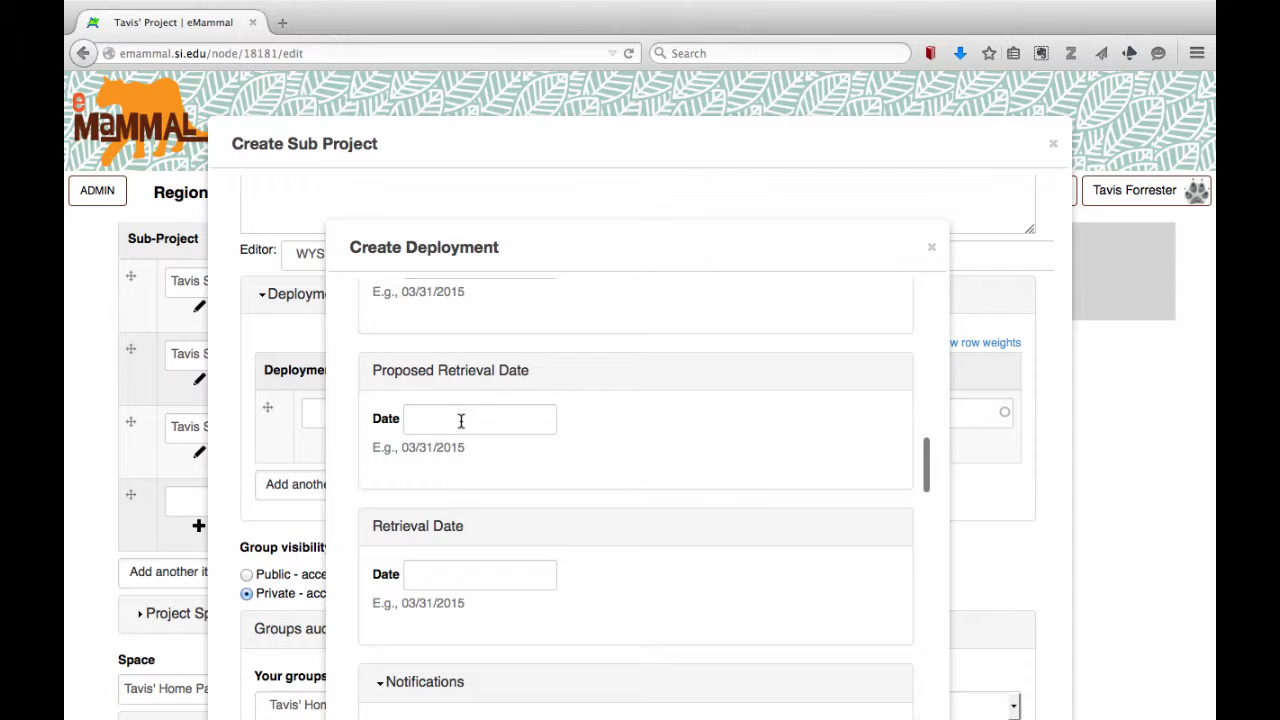 Tavis' Project | eMammal
emammal.si.edu/node/18181/edit
Search
e
MAMMAL
Create Sub Project
ADMIN
Region
Tavis Forrester
Sub-Project
Editor:
WYS
Create Deployment
Tavis S
Deployme
E.g., 03/31/2015
w row weights
Tavis S
Deploymen
Proposed Retrieval Date
Date
Tavis S
E.g., 03/31/2015
Add anothe
Retrieval Date
Group visibility
Add another it
Public - acce
Date
Private - acc
E.g., 03/31/2015
Project Sp
Groups aud
Space
Your groups
Notifications
Tavis' Home Pa
Tavis' Hom